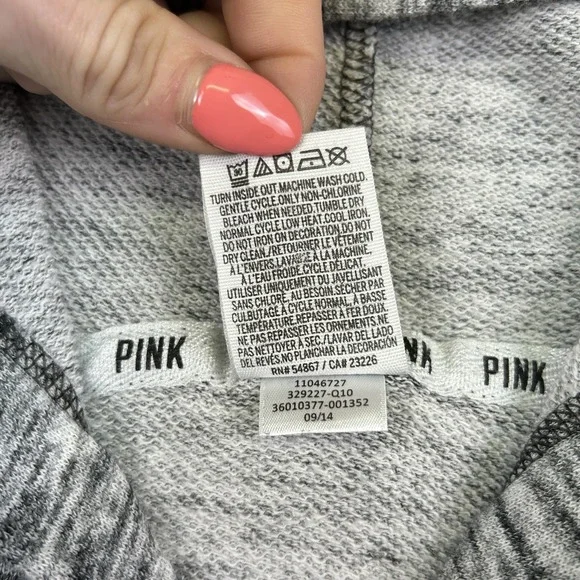 30
TURN INSIDE OUT.MACHINE WASH COLD.
GENTLE CYCLE.ONLY NON-CHLORINE
BLEACH WHEN NEEDED.TUMBLE DRY
NORMAL CYCLE LOW HEAT.COOL IRON.
DO NOT IRON ON DECORATION.DO NOT
DRY CLEAN./RETOURNER LE VÊTEMENT
À L'ENVERS.LAVAGE À LA MACHINE.
À L'EAU FROIDE.CYCLE.DÉLICAT.
UTILISER UNIQUEMENT DU JAVELLISANT
SANS CHLORE, AU BESOIN.SÉCHER PAR
CULBUTAGE À CYCLE NORMAL, À BASSE
TEMPÉRATURE REPASSER À FER DOUX.
NE PAS REPASSER LES ORNEMENTS.NE
PAS NETTOYER À SEC./LAVAR DEL LADO
DEL REVÉS.NO PLANCHAR LA DECORACIÓN
RN# 54867 / CA# 23226
PINK
NK
PINK
11046727
329227-Q10
36010377-001352
09/14